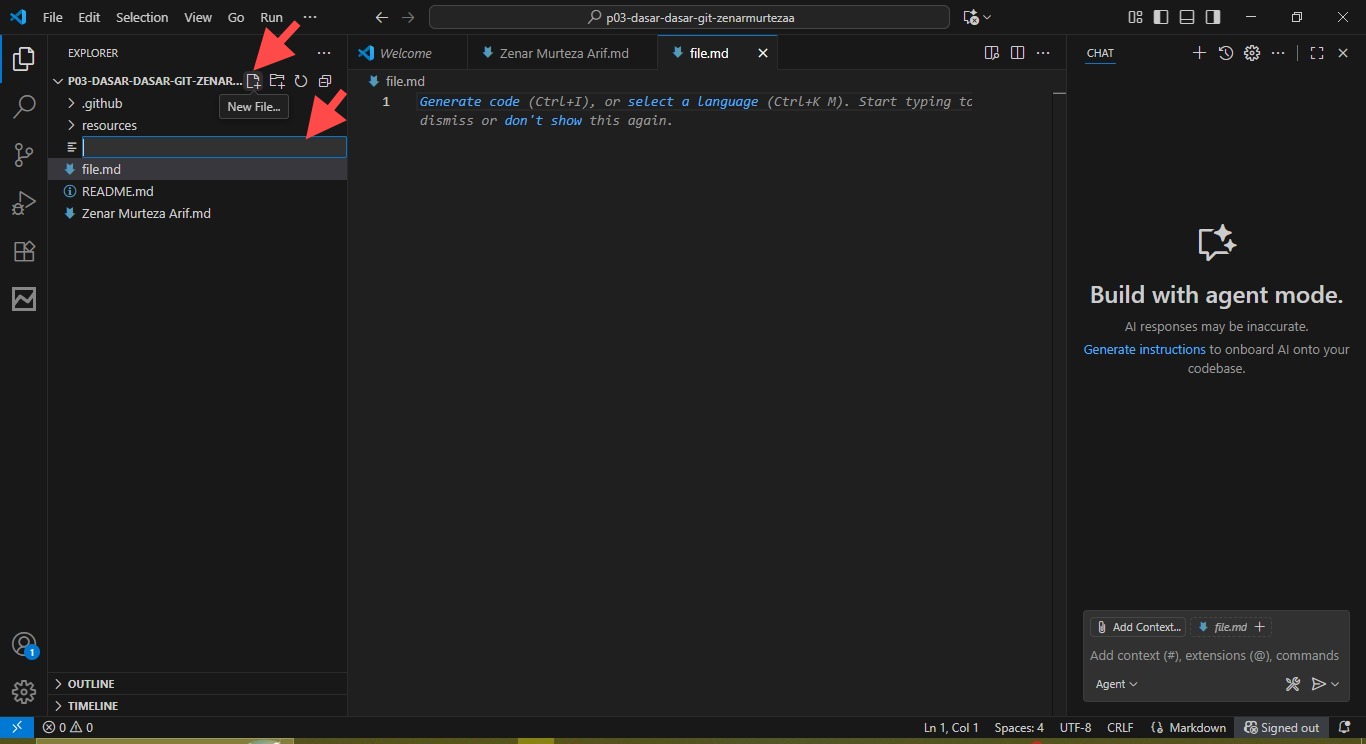 File Edit Selection View Go Run ··· p03-dasar-dasar-git-zenarmurtezaa
EXPLORER
P03-DASAR-DASAR-GIT-ZENAR...
New File...
.github
resources
file.md
README.md
Zenar Murteza Arif.md
OUTLINE
TIMELINE
Welcome Zenar Murteza Arif.md file.md
file.md
1 Generate code (Ctrl+I), or select a language (Ctrl+K M). Start typing to
dismiss or don't show this again.
CHAT
Build with agent mode.
AI responses may be inaccurate.
Generate instructions to onboard AI onto your
codebase.
Add Context... file.md
Add context (#), extensions (@), commands
Agent
1
0 0 Ln 1, Col 1 Spaces: 4 UTF-8 CRLF Markdown Signed out